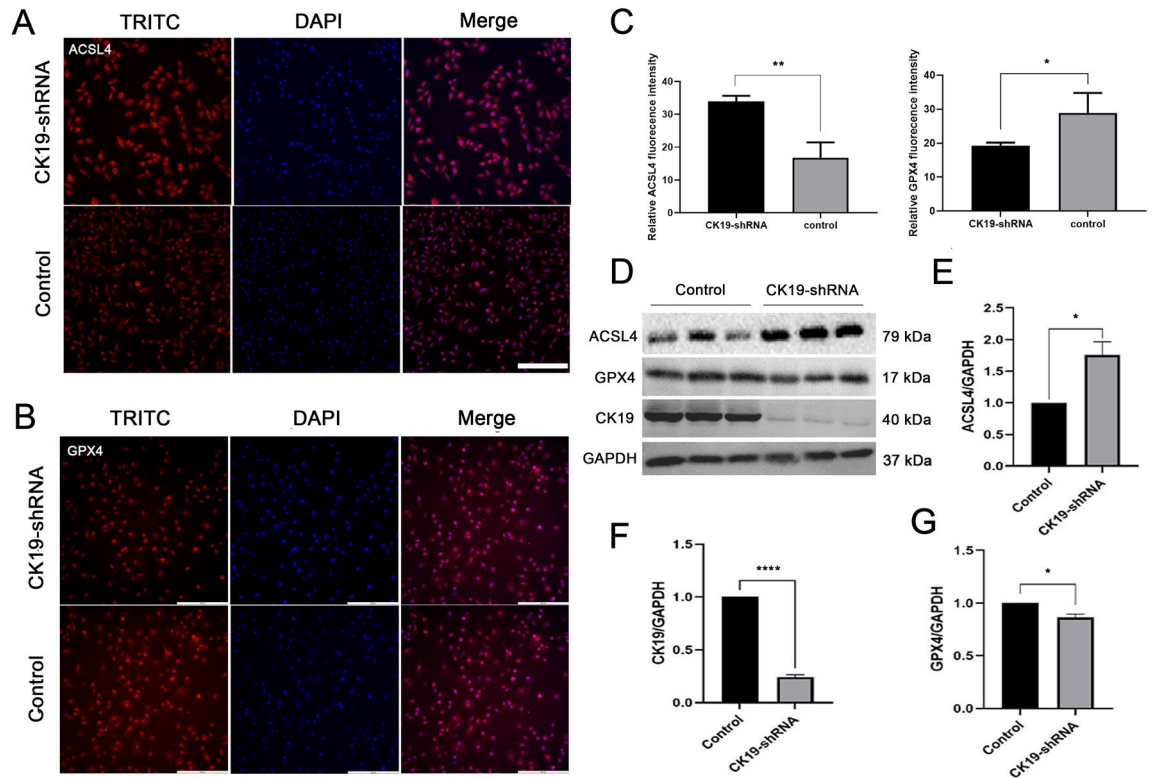 A
TRITC DAPI Merge
ACSL4
CK19-shRNA
Control
B
TRITC DAPI Merge
GPX4
CK19-shRNA
Control
C
Relative ACSL4 fluorecence intensity
40
30
20
10
0
**
CK19-shRNA control
Relative GPX4 fluorecence intensity
40
30
20
10
0
*
CK19-shRNA control
D
Control CK19-shRNA
ACSL4 79 kDa
GPX4 17 kDa
CK19 40 kDa
GAPDH 37 kDa
E
ACSL4/GAPDH
2.5
2.0
1.5
1.0
0.5
0.0
*
Control CK19-shRNA
F
CK19/GAPDH
1.5
1.0
0.5
0.0
****
Control CK19-shRNA
G
GPX4/GAPDH
1.5
1.0
0.5
0.0
*
Control CK19-shRNA